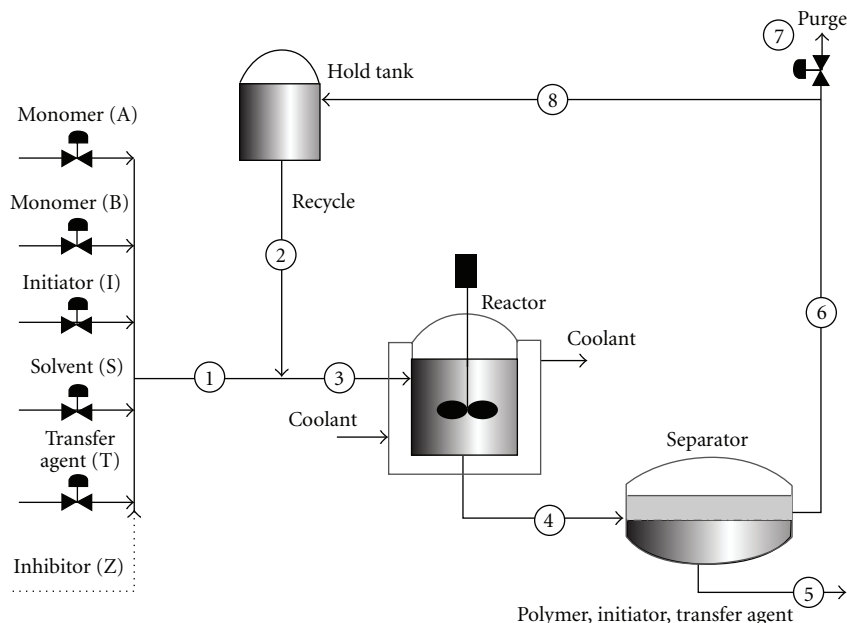 Purge
7
Hold tank
8
Monomer (A)
Recycle
Monomer (B)
2
Initiator (I)
Reactor
6
Solvent (S)
Coolant
1
3
Coolant
Transfer
agent (T)
Separator
4
Inhibitor (Z)
5
Polymer, initiator, transfer agent